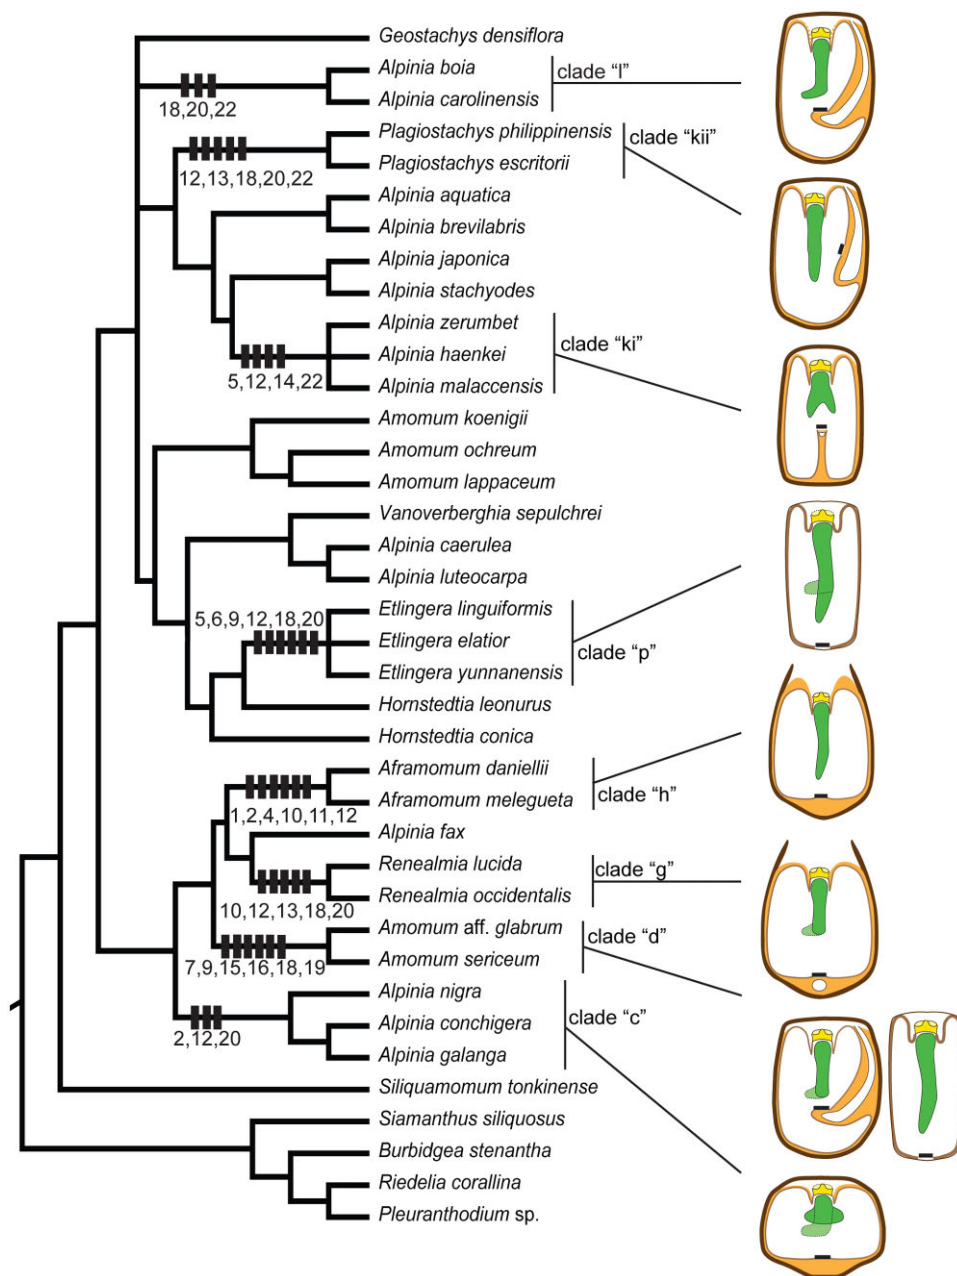 Geostachys densiflora
Alpinia boia
clade "l"
18,20,22
Alpinia carolinensis
Plagiostachys philippinensis
clade "kii"
12,13,18,20,22
Plagiostachys escritorii
Alpinia aquatica
Alpinia brevilabris
Alpinia japonica
Alpinia stachyodes
Alpinia zerumbet
clade "ki"
Alpinia haenkei
5,12,14,22
Alpinia malaccensis
Amomum koenigii
Amomum ochreum
Amomum lappaceum
Vanoverberghia sepulchrei
Alpinia caerulea
Alpinia luteocarpa
5,6,9,12,18,20
Etlingera linguiformis
Etlingera elatior
clade "p"
Etlingera yunnanensis
Hornstedtia leonurus
Hornstedtia conica
Aframomum daniellii
clade "h"
1,2,4,10,11,12
Aframomum melegueta
Alpinia fax
Renealmia lucida
clade "g"
Renealmia occidentalis
10,12,13,18,20
Amomum aff. glabrum
clade "d"
7,9,15,16,18,19
Amomum sericeum
Alpinia nigra
clade "c"
Alpinia conchigera
2,12,20
Alpinia galanga
Siliquamomum tonkinense
Siamanthus siliquosus
Burbidgea stenantha
Riedelia corallina
Pleuranthodium sp.